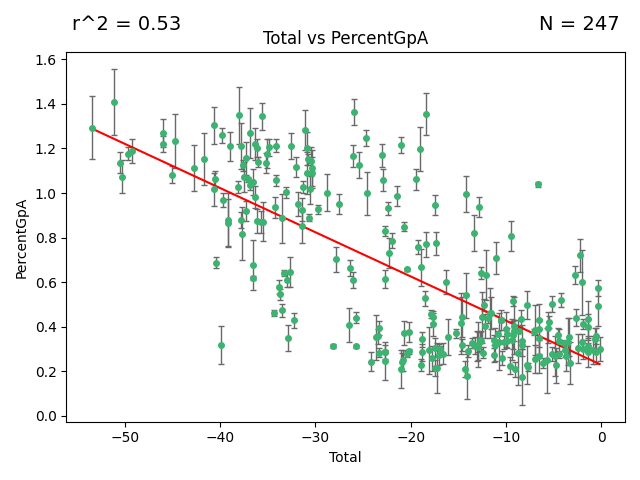 r^2 = 0.53 N = 247
Total vs PercentGpA
1.6
1.4
1.2
1.0
0.8
0.6
0.4
0.2
0.0
PercentGpA
−50 −40 −30 −20 −10 0
Total